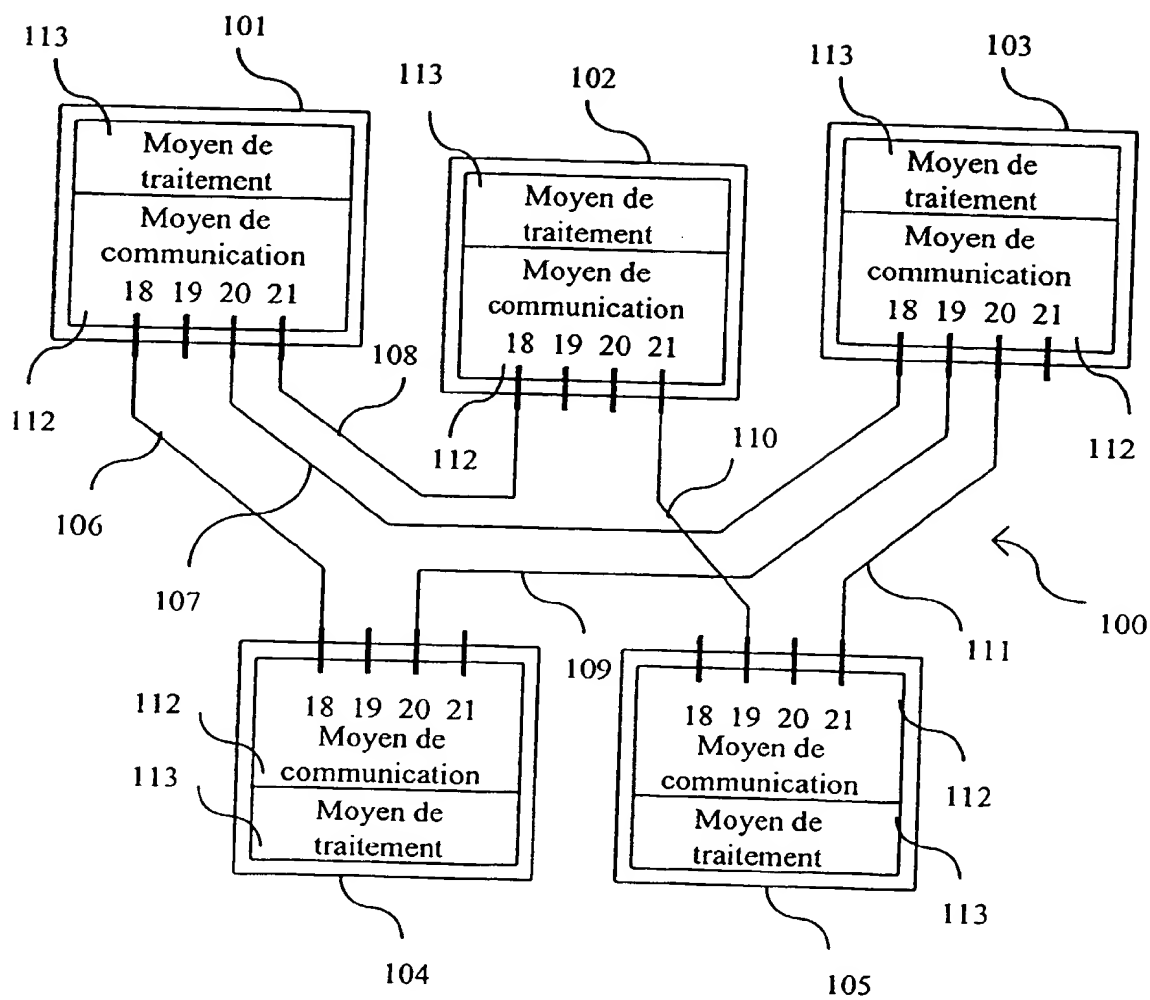 113
101
102
103
113
113
Moyen de
traitement
Moyen de
communication
18 19 20 21
112
Moyen de
traitement
Moyen de
communication
18 19 20 21
112
Moyen de
traitement
Moyen de
communication
18 19 20 21
112
108
110
106
107
109
111
100
18 19 20 21
Moyen de
communication
Moyen de
traitement
112
113
104
18 19 20 21
Moyen de
communication
Moyen de
traitement
112
113
105